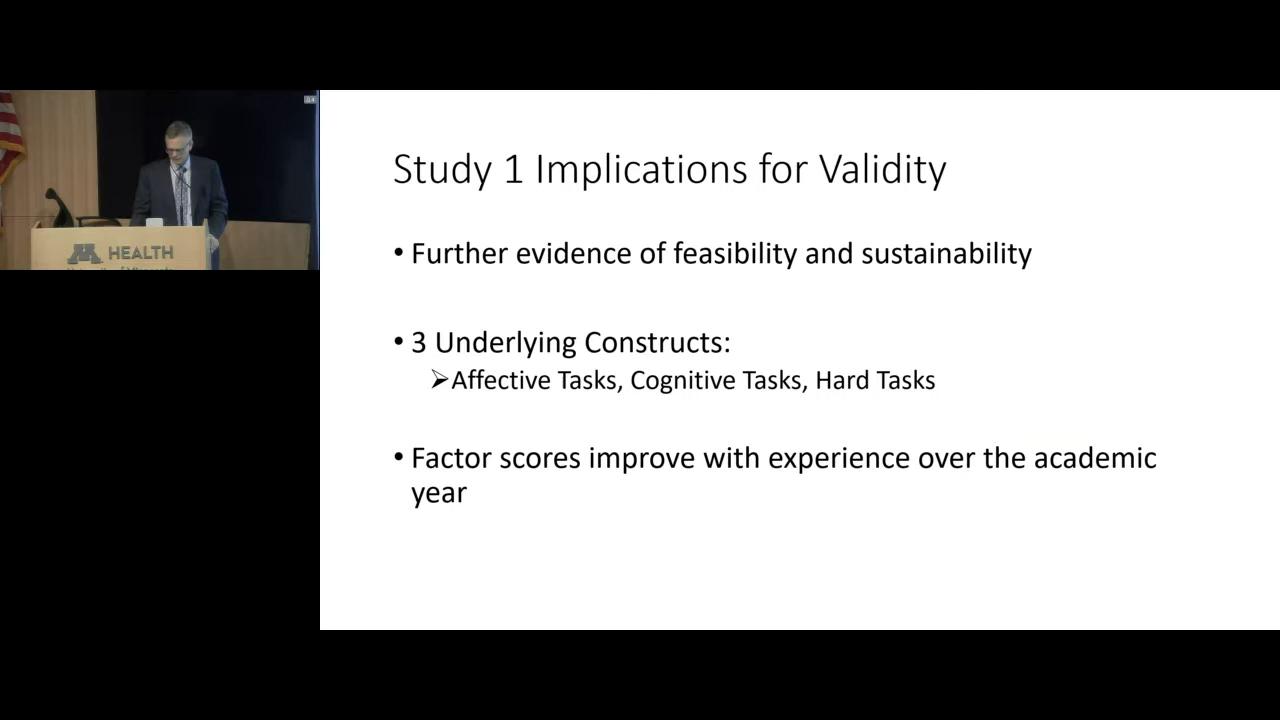 Study 1 Implications for Validity
• Further evidence of feasibility and sustainability
• 3 Underlying Constructs:
➢Affective Tasks, Cognitive Tasks, Hard Tasks
• Factor scores improve with experience over the academic
year
M HEALTH